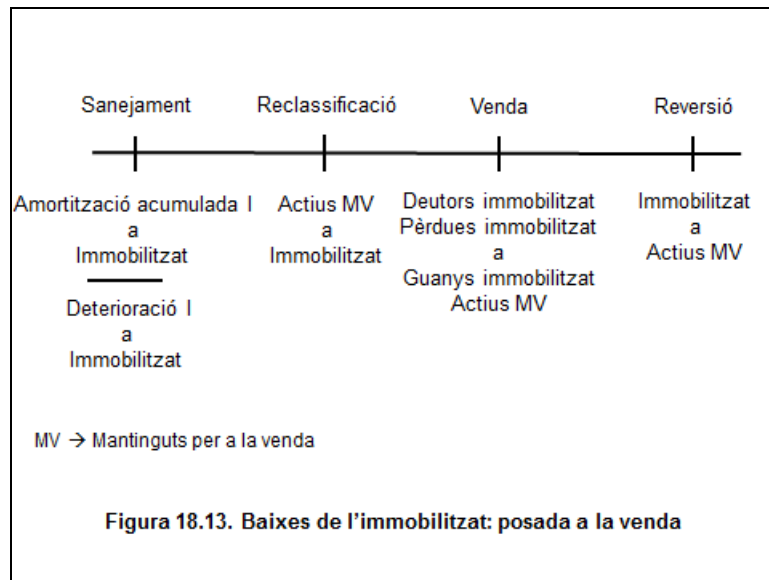 Sanejament
Reclassificació
Venda
Reversió
Amortització acumulada I
a
Immobilitzat
Deterioració I
a
Immobilitzat
Actius MV
a
Immobilitzat
Deutors immobilitzat
Pèrdues immobilitzat
a
Guanys immobilitzat
Actius MV
Immobilitzat
a
Actius MV
MV → Mantinguts per a la venda
Figura 18.13. Baixes de l’immobilitzat: posada a la venda